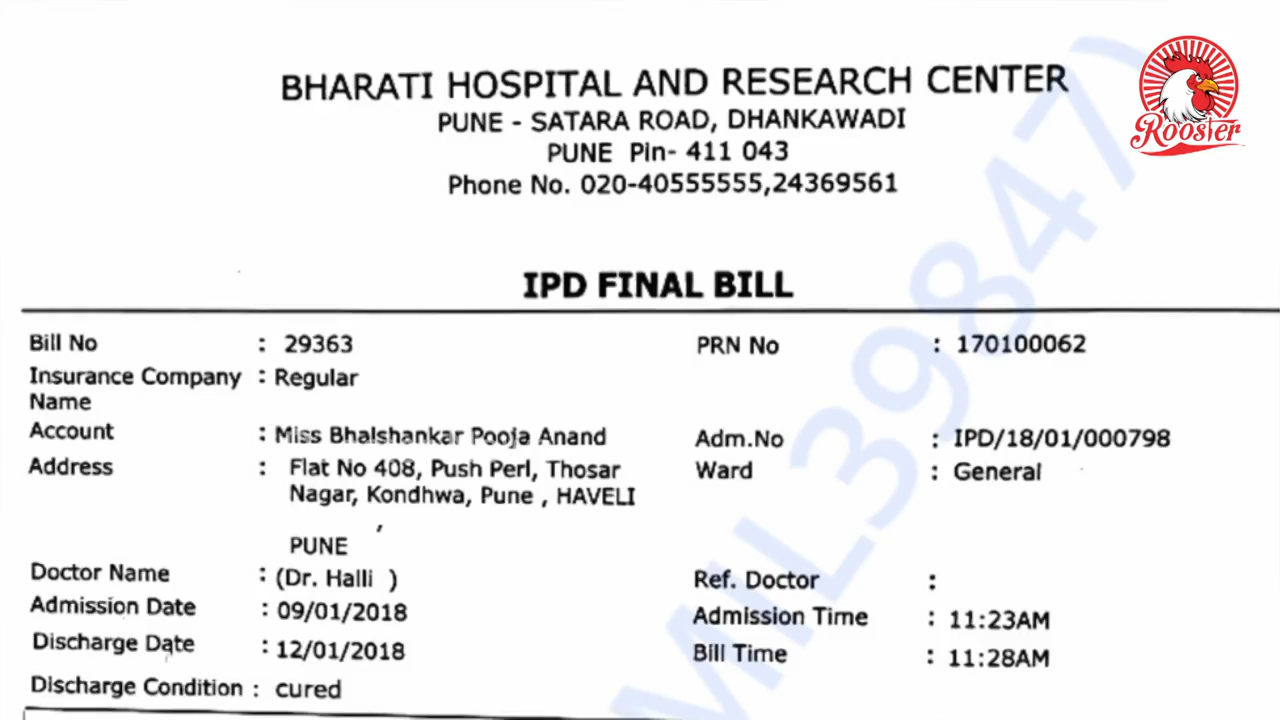 BHARATI HOSPITAL AND RESEARCH CENTER
PUNE - SATARA ROAD, DHANKAWADI
PUNE Pin- 411 043
Phone No. 020-40555555,24369561
Rooster
IPD FINAL BILL
Bill No : 29363 PRN No : 170100062
Insurance Company : Regular
Name
Account : Miss Bhalshankar Pooja Anand Adm.No : IPD/18/01/000798
Address : Flat No 408, Push Perl, Thosar Ward : General
Nagar, Kondhwa, Pune , HAVELI
PUNE
Doctor Name : (Dr. Halli ) Ref. Doctor :
Admission Date : 09/01/2018 Admission Time : 11:23AM
Discharge Date : 12/01/2018 Bill Time : 11:28AM
Discharge Condition : cured
ML39847)